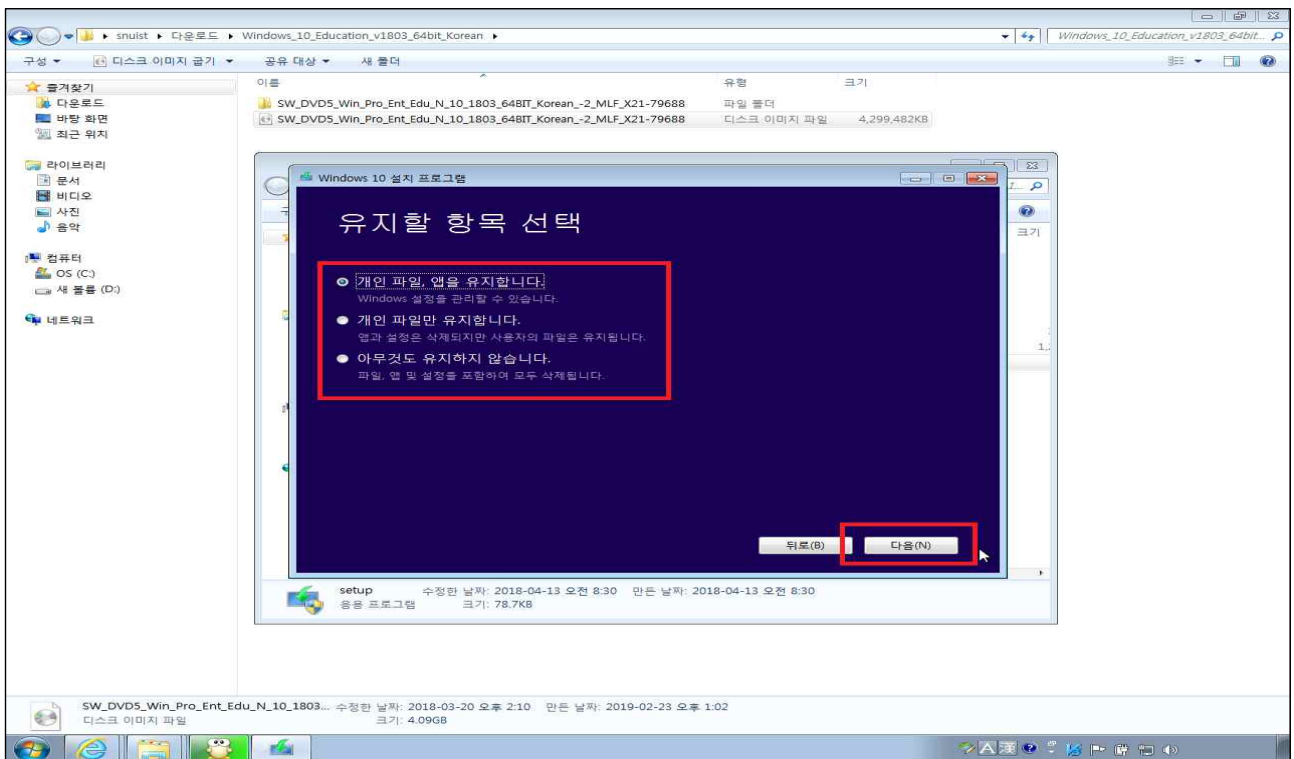 snuist ▸ 다운로드 ▸ Windows_10_Education_v1803_64bit_Korean ▸
Windows_10_Education_v1803_64bit...
구성 디스크 이미지 굽기 공유 대상 새 폴더
즐겨찾기
다운로드
바탕 화면
최근 위치
라이브러리
문서
비디오
사진
음악
컴퓨터
OS (C:)
새 볼륨 (D:)
네트워크
이름 유형 크기
SW_DVD5_Win_Pro_Ent_Edu_N_10_1803_64BIT_Korean_-2_MLF_X21-79688 파일 폴더
SW_DVD5_Win_Pro_Ent_Edu_N_10_1803_64BIT_Korean_-2_MLF_X21-79688 디스크 이미지 파일 4,299,482KB
크기
Windows 10 설치 프로그램
유지할 항목 선택
개인 파일, 앱을 유지합니다.
Windows 설정을 관리할 수 있습니다.
개인 파일만 유지합니다.
앱과 설정은 삭제되지만 사용자의 파일은 유지됩니다.
아무것도 유지하지 않습니다.
파일, 앱 및 설정을 포함하여 모두 삭제됩니다.
뒤로(B) 다음(N)
setup 수정한 날짜: 2018-04-13 오전 8:30 만든 날짜: 2018-04-13 오전 8:30
응용 프로그램 크기: 78.7KB
SW_DVD5_Win_Pro_Ent_Edu_N_10_1803... 수정한 날짜: 2018-03-20 오후 2:10 만든 날짜: 2019-02-23 오후 1:02
디스크 이미지 파일 크기: 4.09GB
A 漢